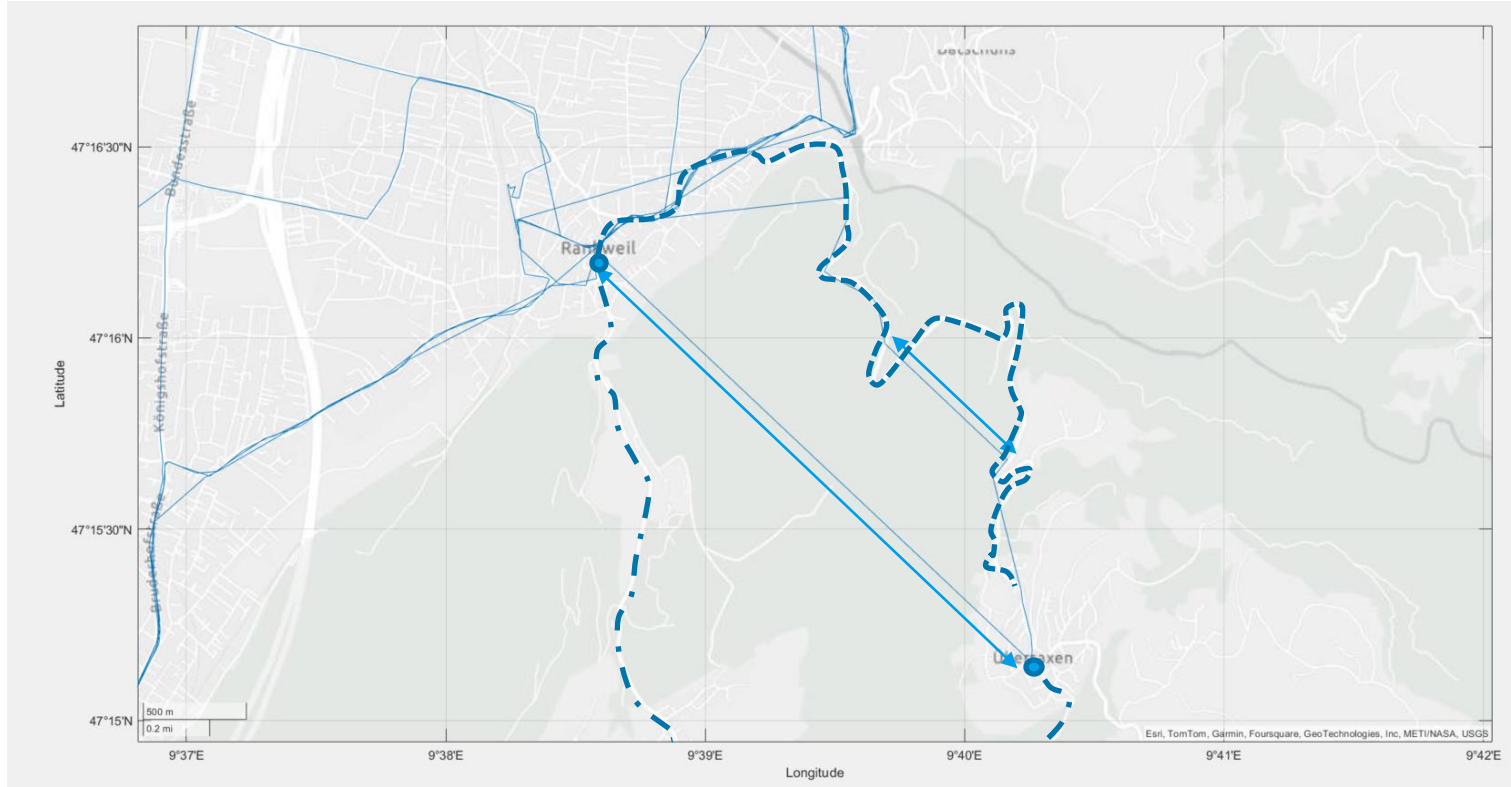 Datschuns
Bundesstraße
47°16'30"N
Rankweil
47°16'N
Königshofstraße
Latitude
47°15'30"N
Bruderhofstraße
Übersaxen
500 m
0.2 mi
47°15'N
Esri, TomTom, Garmin, Foursquare, GeoTechnologies, Inc, METI/NASA, USGS
9°37'E
9°38'E
9°39'E
9°40'E
9°41'E
9°42'E
Longitude